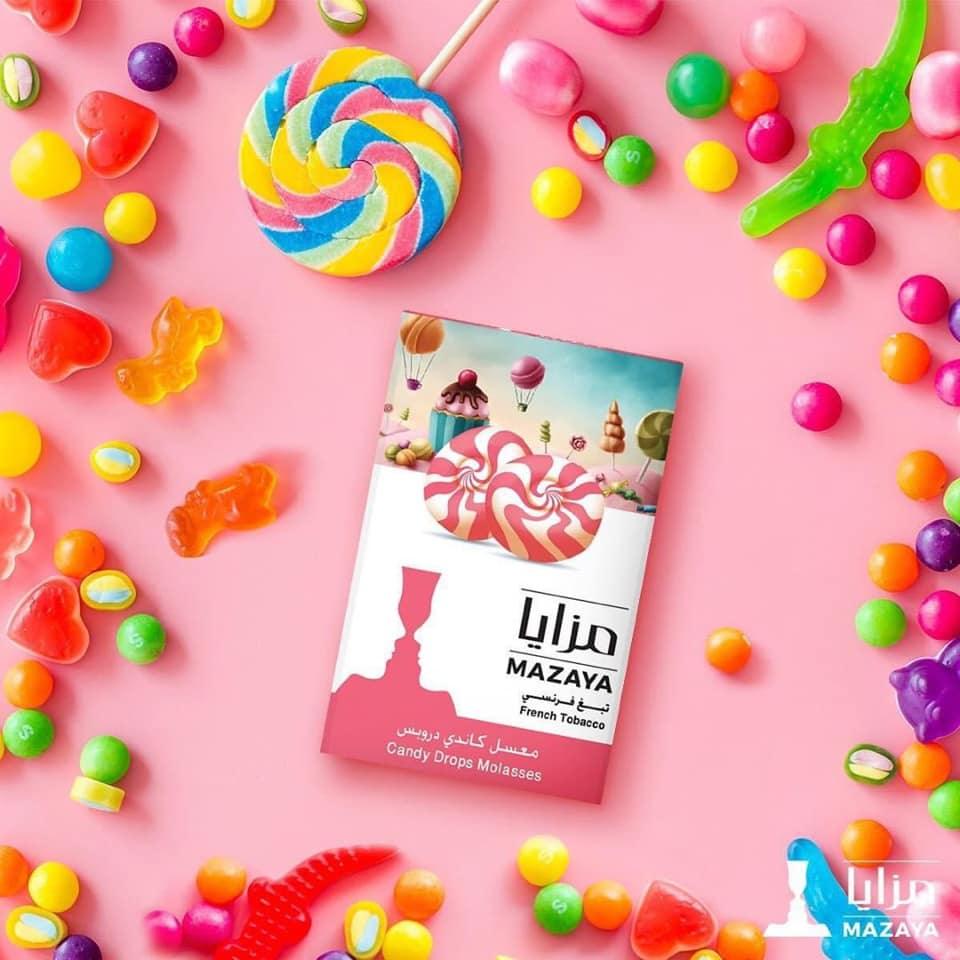 مزايا
MAZAYA
تبغ فرنسي
French Tobacco
معسل كاندي دروبس
Candy Drops Molasses
مزايا
MAZAYA
S
S
S
S
S
S